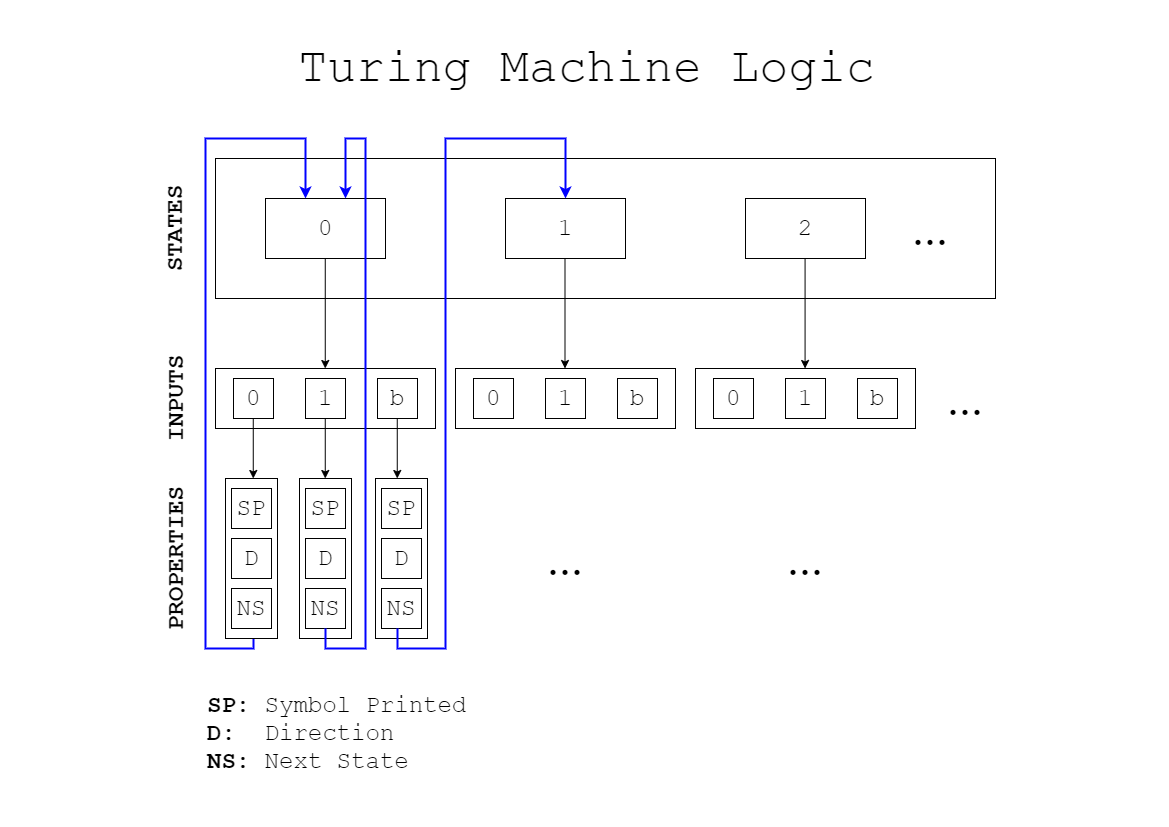 Turing Machine Logic
STATES
0 1 2 ...
INPUTS
0 1 b 0 1 b 0 1 b ...
PROPERTIES
SP SP SP
D D D ... ...
NS NS NS
SP: Symbol Printed
D: Direction
NS: Next State